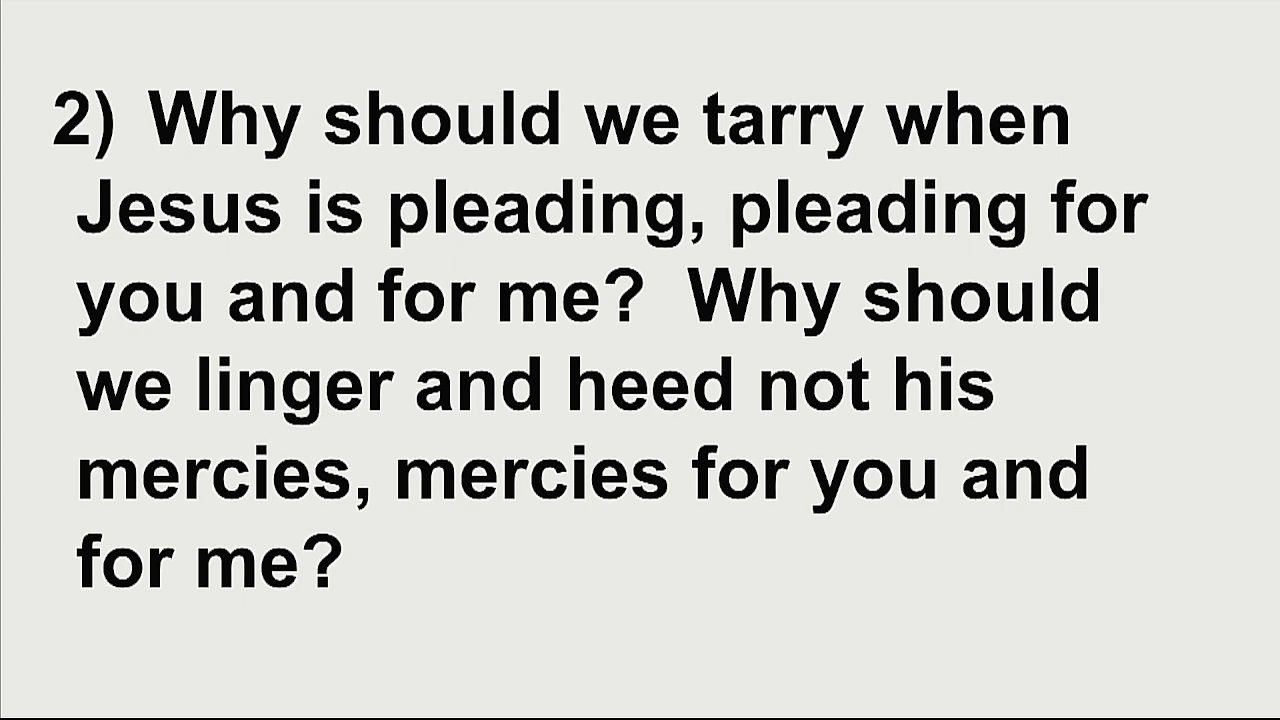 2) Why should we tarry when
Jesus is pleading, pleading for
you and for me?  Why should
we linger and heed not his
mercies, mercies for you and
for me?